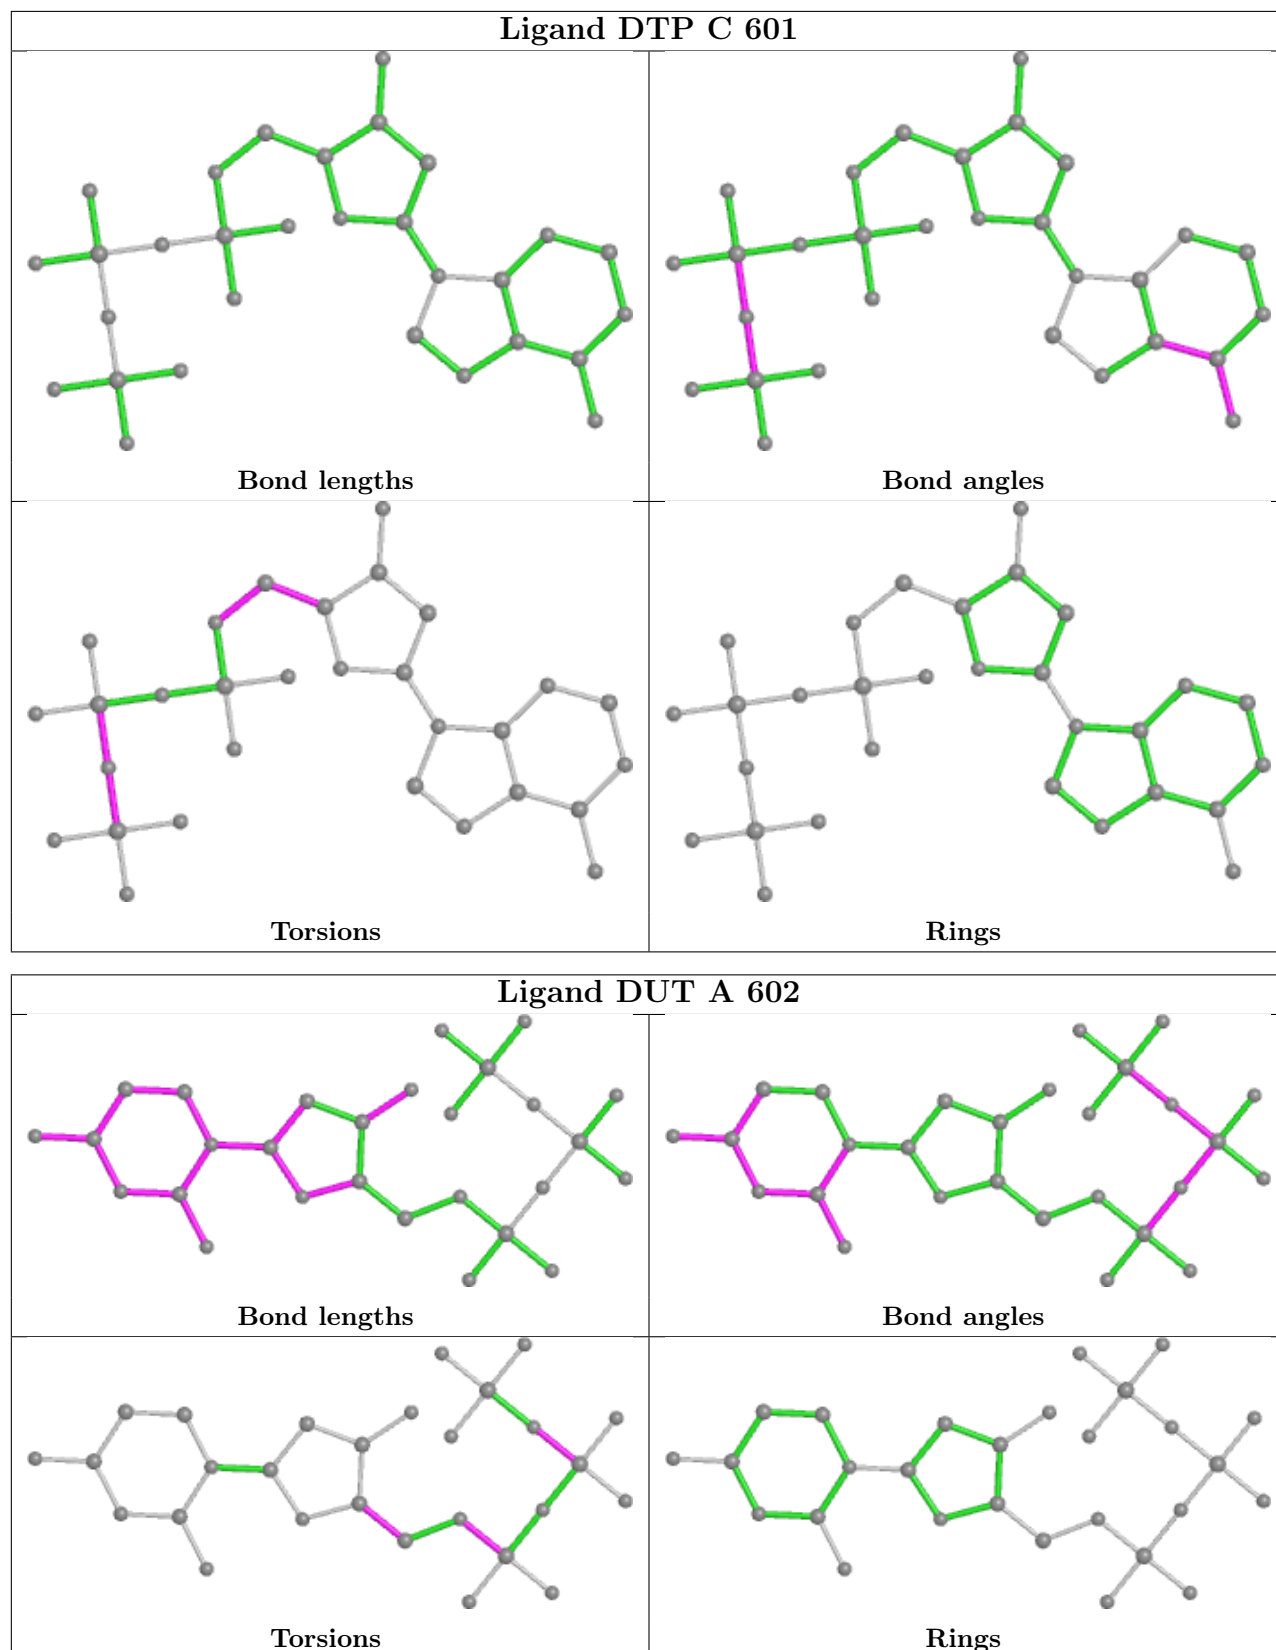 Ligand DTP C 601
Bond lengths
Bond angles
Torsions
Rings
Ligand DUT A 602
Bond lengths
Bond angles
Torsions
Rings